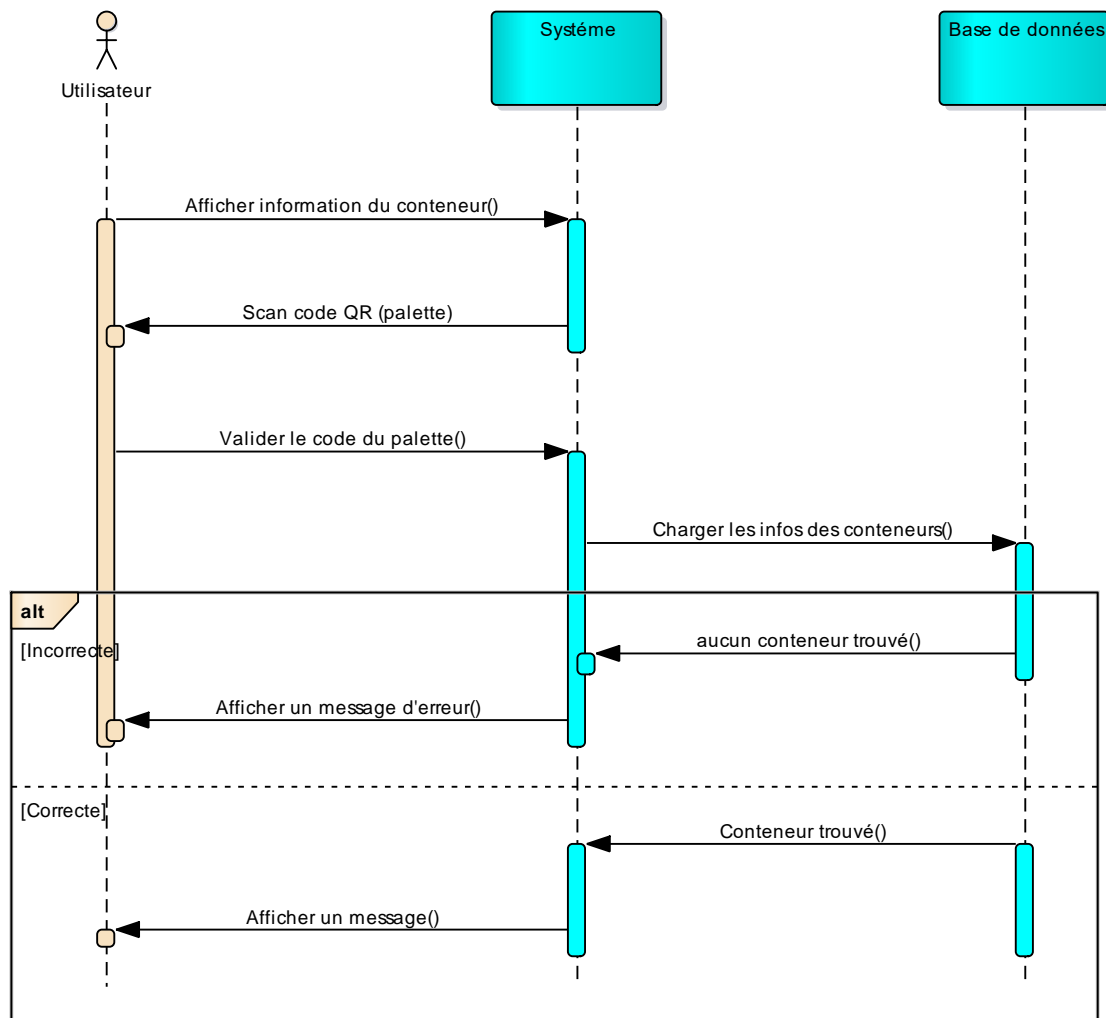 Utilisateur
Systéme
Base de données
Afficher information du conteneur()
Scan code QR (palette)
Valider le code du palette()
Charger les infos des conteneurs()
alt
[Incorrecte]
aucun conteneur trouvé()
Afficher un message d'erreur()
[Correcte]
Conteneur trouvé()
Afficher un message()